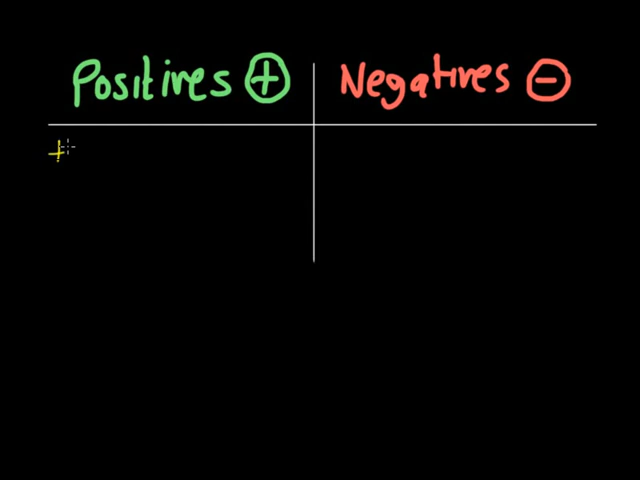 Positives +
Negatives -
+